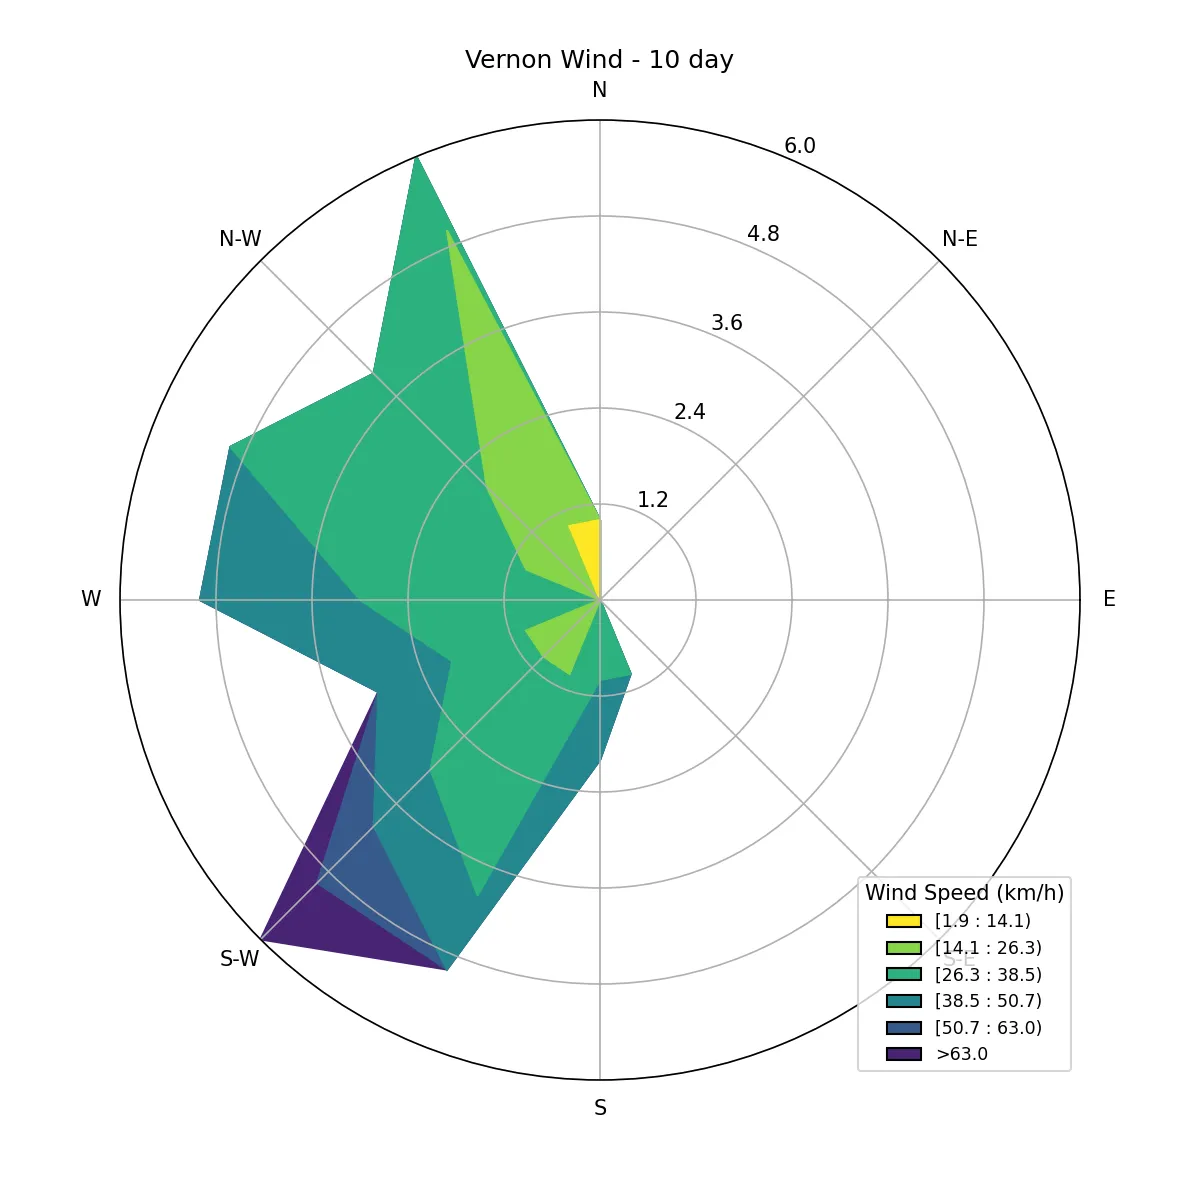 Vernon Wind - 10 day
N
6.0
N-W
4.8
N-E
3.6
2.4
1.2
W
E
Wind Speed (km/h)
[1.9 : 14.1)
[14.1 : 26.3)
S-W
S-E
[26.3 : 38.5)
[38.5 : 50.7)
[50.7 : 63.0)
>63.0
S